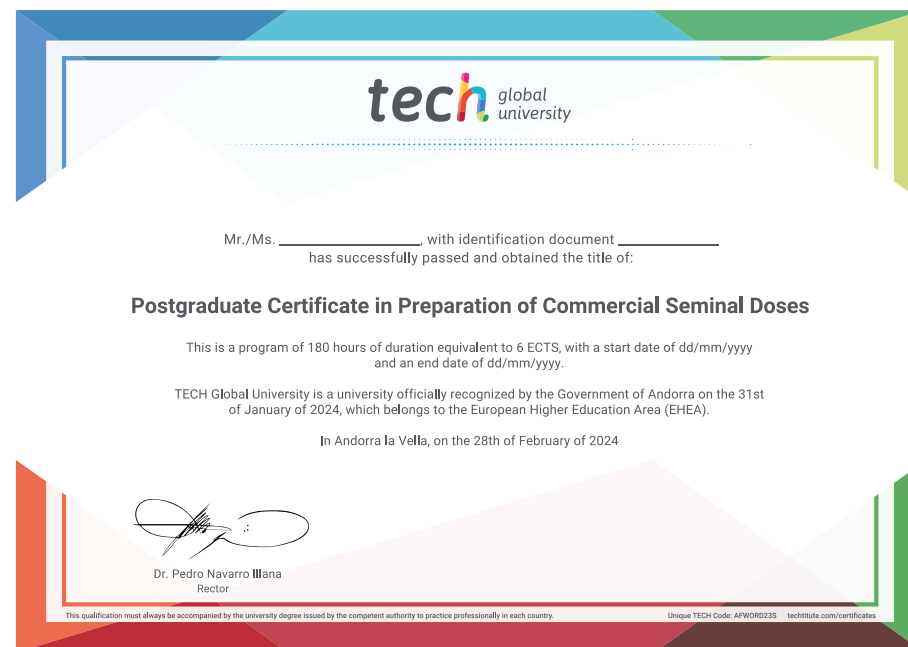 tech global
university
Mr./Ms. ____________________, with identification document ______________
has successfully passed and obtained the title of:
Postgraduate Certificate in Preparation of Commercial Seminal Doses
This is a program of 180 hours of duration equivalent to 6 ECTS, with a start date of dd/mm/yyyy
and an end date of dd/mm/yyyy.
TECH Global University is a university officially recognized by the Government of Andorra on the 31st
of January of 2024, which belongs to the European Higher Education Area (EHEA).
In Andorra la Vella, on the 28th of February of 2024
Dr. Pedro Navarro Illana
Rector
This qualification must always be accompanied by the university degree issued by the competent authority to practice professionally in each country.
Unique TECH Code: AFWORD23S techtitute.com/certificates